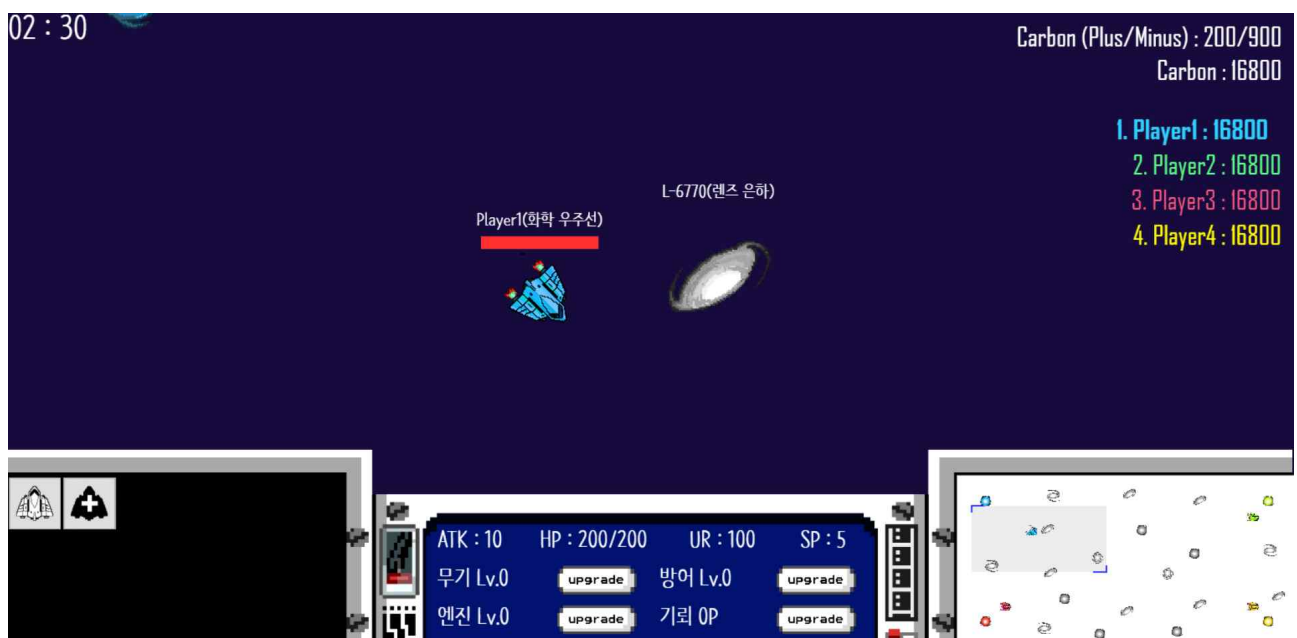 02 : 30
Carbon (Plus/Minus) : 200/900
Carbon : 16800
1. Player1 : 16800
2. Player2 : 16800
3. Player3 : 16800
4. Player4 : 16800
L-6770(렌즈 은하)
Player1(화학 우주선)
ATK : 10 HP : 200/200 UR : 100 SP : 5
무기 Lv.0 upgrade 방어 Lv.0 upgrade
엔진 Lv.0 upgrade 기뢰 0P upgrade